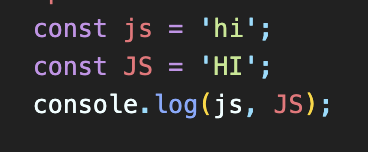 const js = 'hi';
const JS = 'HI';
console.log(js, JS);